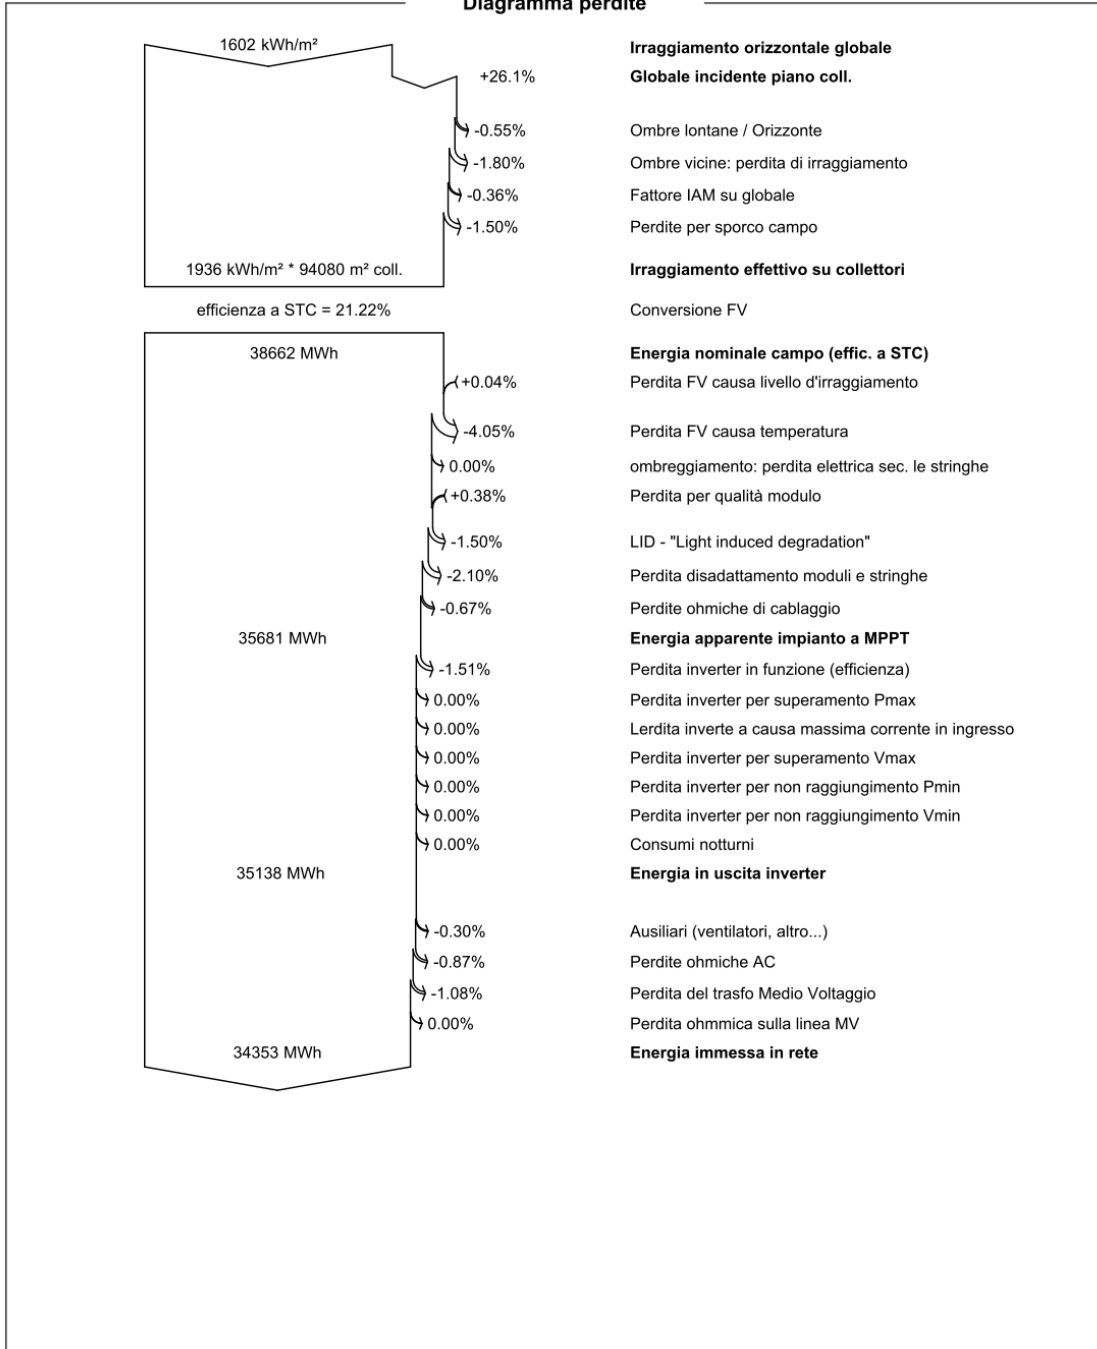 Diagramma perdite
1602 kWh/m² Irraggiamento orizzontale globale
+26.1% Globale incidente piano coll.
-0.55% Ombre lontane / Orizzonte
-1.80% Ombre vicine: perdita di irraggiamento
-0.36% Fattore IAM su globale
-1.50% Perdite per sporco campo
1936 kWh/m² * 94080 m² coll. Irraggiamento effettivo su collettori
efficienza a STC = 21.22% Conversione FV
38662 MWh Energia nominale campo (effic. a STC)
+0.04% Perdita FV causa livello d'irraggiamento
-4.05% Perdita FV causa temperatura
0.00% ombreggiamento: perdita elettrica sec. le stringhe
+0.38% Perdita per qualità modulo
-1.50% LID - "Light induced degradation"
-2.10% Perdita disadattamento moduli e stringhe
-0.67% Perdite ohmiche di cablaggio
35681 MWh Energia apparente impianto a MPPT
-1.51% Perdita inverter in funzione (efficienza)
0.00% Perdita inverter per superamento Pmax
0.00% Lerdita inverte a causa massima corrente in ingresso
0.00% Perdita inverter per superamento Vmax
0.00% Perdita inverter per non raggiungimento Pmin
0.00% Perdita inverter per non raggiungimento Vmin
0.00% Consumi notturni
35138 MWh Energia in uscita inverter
-0.30% Ausiliari (ventilatori, altro...)
-0.87% Perdite ohmiche AC
-1.08% Perdita del trasfo Medio Voltaggio
0.00% Perdita ohmmica sulla linea MV
34353 MWh Energia immessa in rete